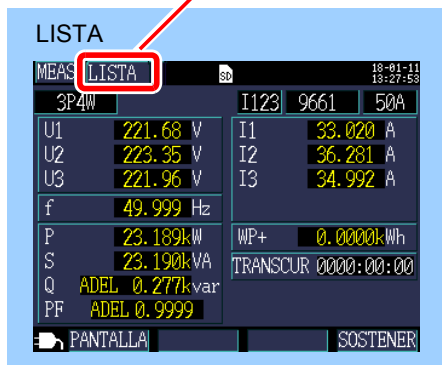 LISTA
MEAS LISTA SD 18-01-11
13:27:53
3P4W I123 9661 50A
U1 221.68 V I1 33.020 A
U2 223.35 V I2 36.281 A
U3 221.96 V I3 34.992 A
f 49.999 Hz
P 23.189kW WP+ 0.0000kWh
S 23.190kVA TRANSCUR 0000:00:00
Q ADEL 0.277kvar
PF ADEL 0.9999
PANTALLA SOSTENER